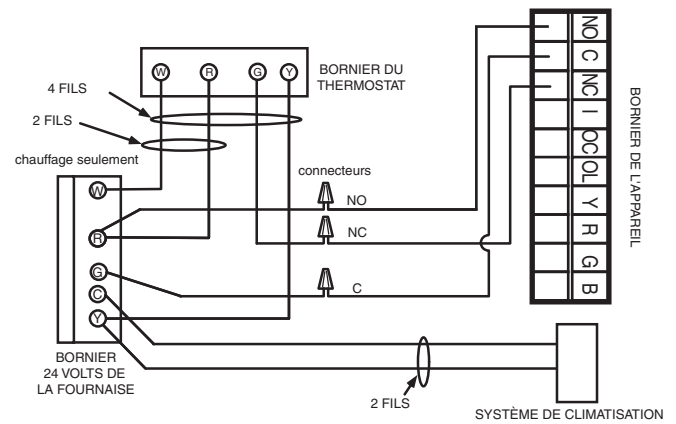 W
R
G
Y
BORNIER DU
THERMOSTAT
4 FILS
2 FILS
chauffage seulement
connecteurs
NO
NC
C
W
R
G
C
Y
BORNIER
24 VOLTS DE
LA FOURNAISE
2 FILS
SYSTÈME DE CLIMATISATION
NO
C
NC
I
OC
OL
Y
R
G
B
BORNIER DE L'APPAREIL